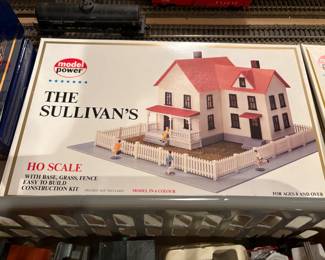 model
power
THE
SULLIVAN'S
HO SCALE
WITH BASE, GRASS, FENCE
EASY TO BUILD
CONSTRUCTION KIT
MODEL IN 6 COLOUR
FOR AGES 8 AND OVER